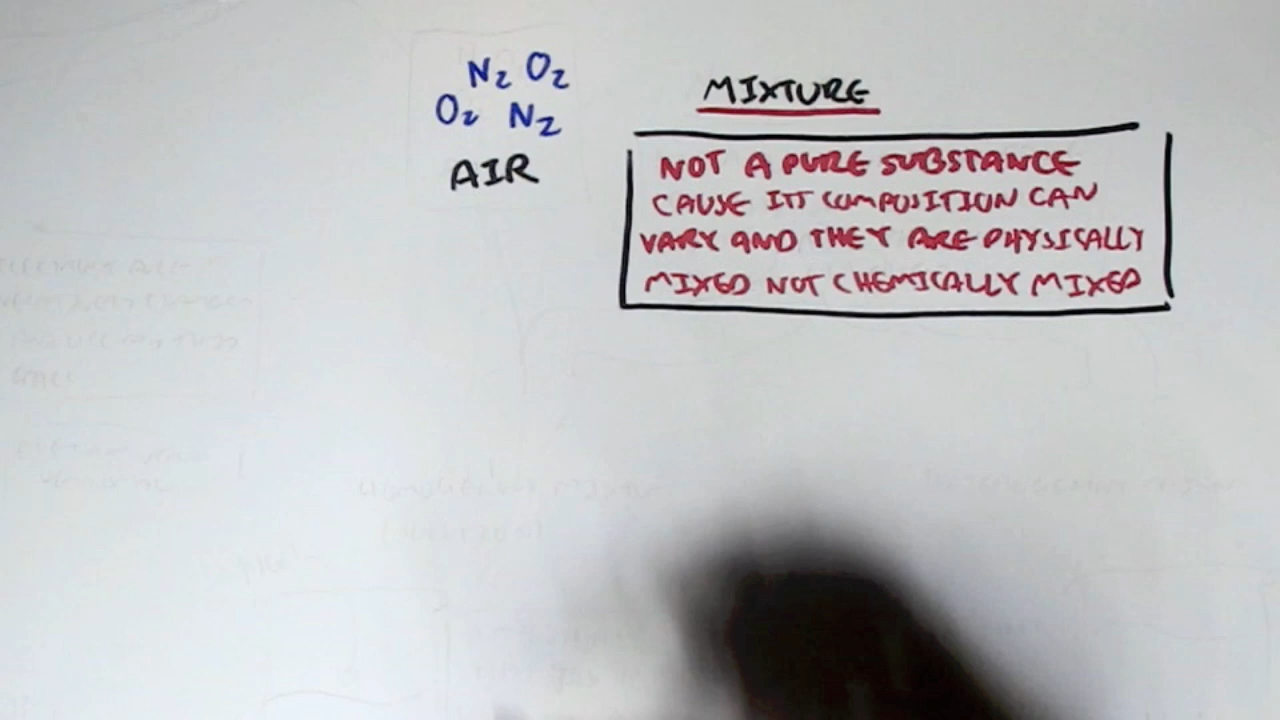 N2 O2
O2 N2
AIR
MIXTURE
NOT A PURE SUBSTANCE
CAUSE ITS COMPOSITION CAN
VARY AND THEY ARE PHYSICALLY
MIXED NOT CHEMICALLY MIXED